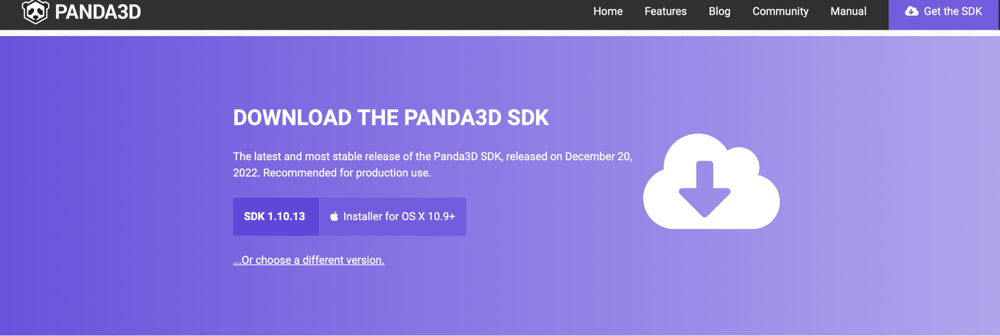 PANDA3D
Home Features Blog Community Manual Get the SDK
DOWNLOAD THE PANDA3D SDK
The latest and most stable release of the Panda3D SDK, released on December 20,
2022. Recommended for production use.
SDK 1.10.13 Installer for OS X 10.9+
...Or choose a different version.